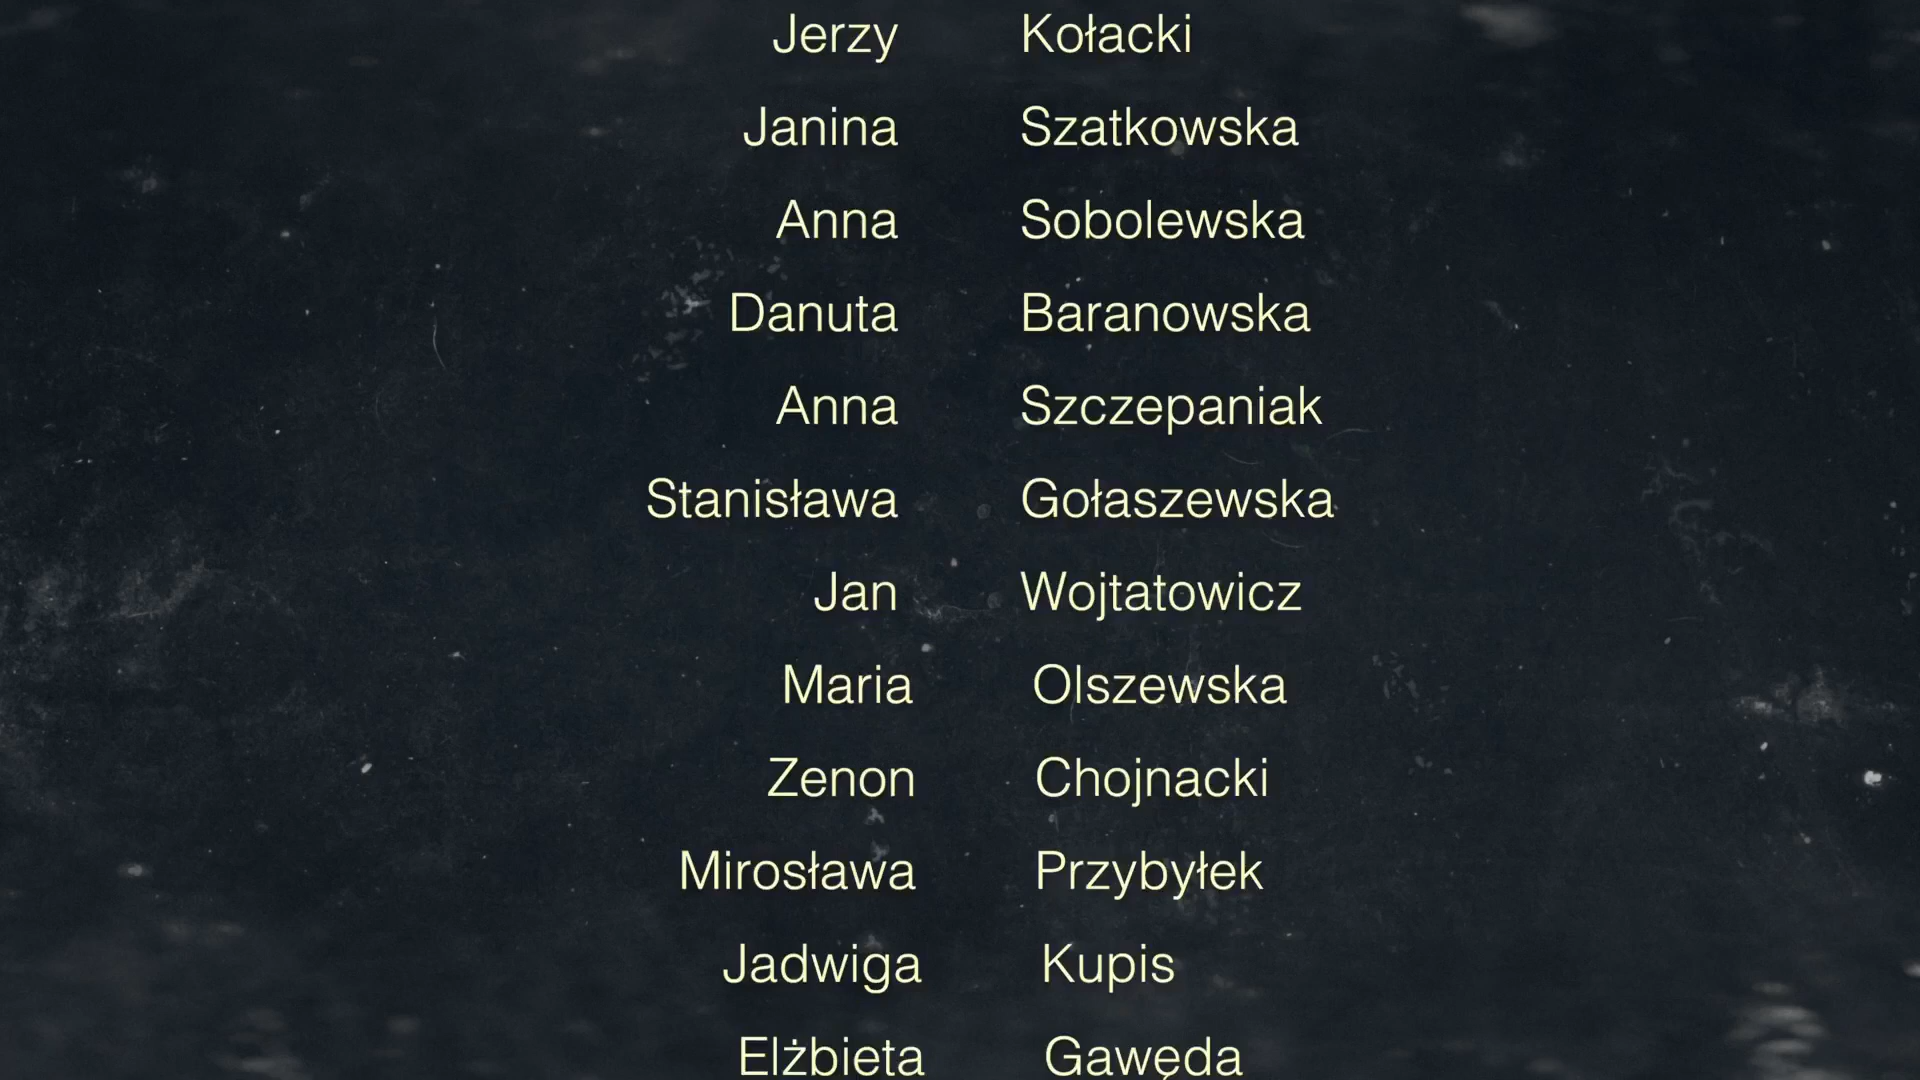 Jerzy Kołacki
Janina Szatkowska
Anna Sobolewska
Danuta Baranowska
Anna Szczepaniak
Stanisława Gołaszewska
Jan Wojtatowicz
Maria Olszewska
Zenon Chojnacki
Mirosława Przybyłek
Jadwiga Kupis
Elżbieta Gawęda